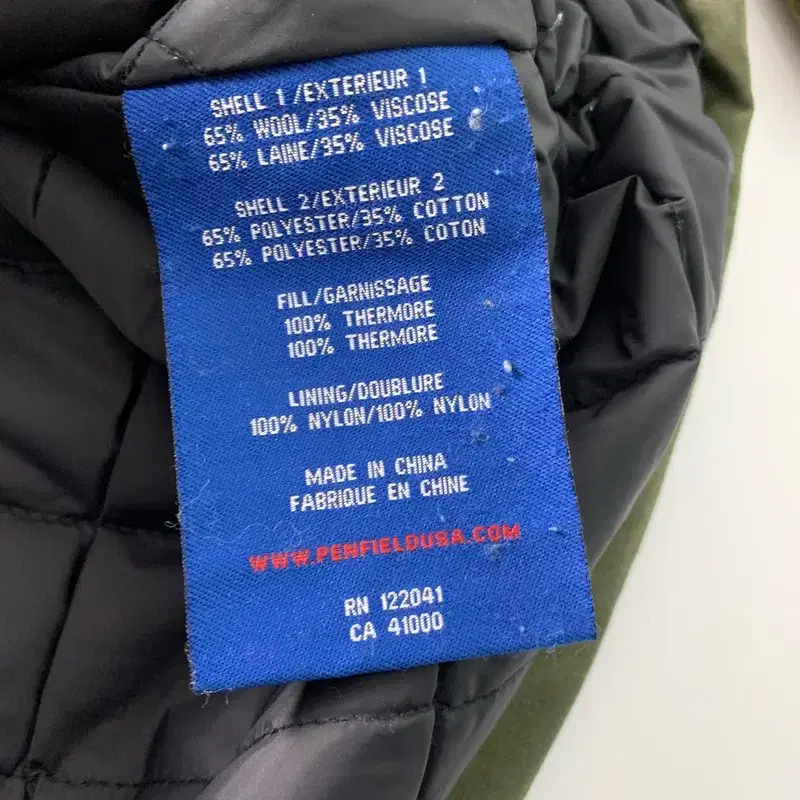 SHELL 1/EXTERIEUR 1
65% WOOL/35% VISCOSE
65% LAINE/35% VISCOSE
SHELL 2/EXTERIEUR 2
65% POLYESTER/35% COTTON
65% POLYESTER/35% COTON
FILL/GARNISSAGE
100% THERMORE
100% THERMORE
LINING/DOUBLURE
100% NYLON/100% NYLON
MADE IN CHINA
FABRIQUE EN CHINE
WWW.PENFIELDUSA.COM
RN 122041
CA 41000